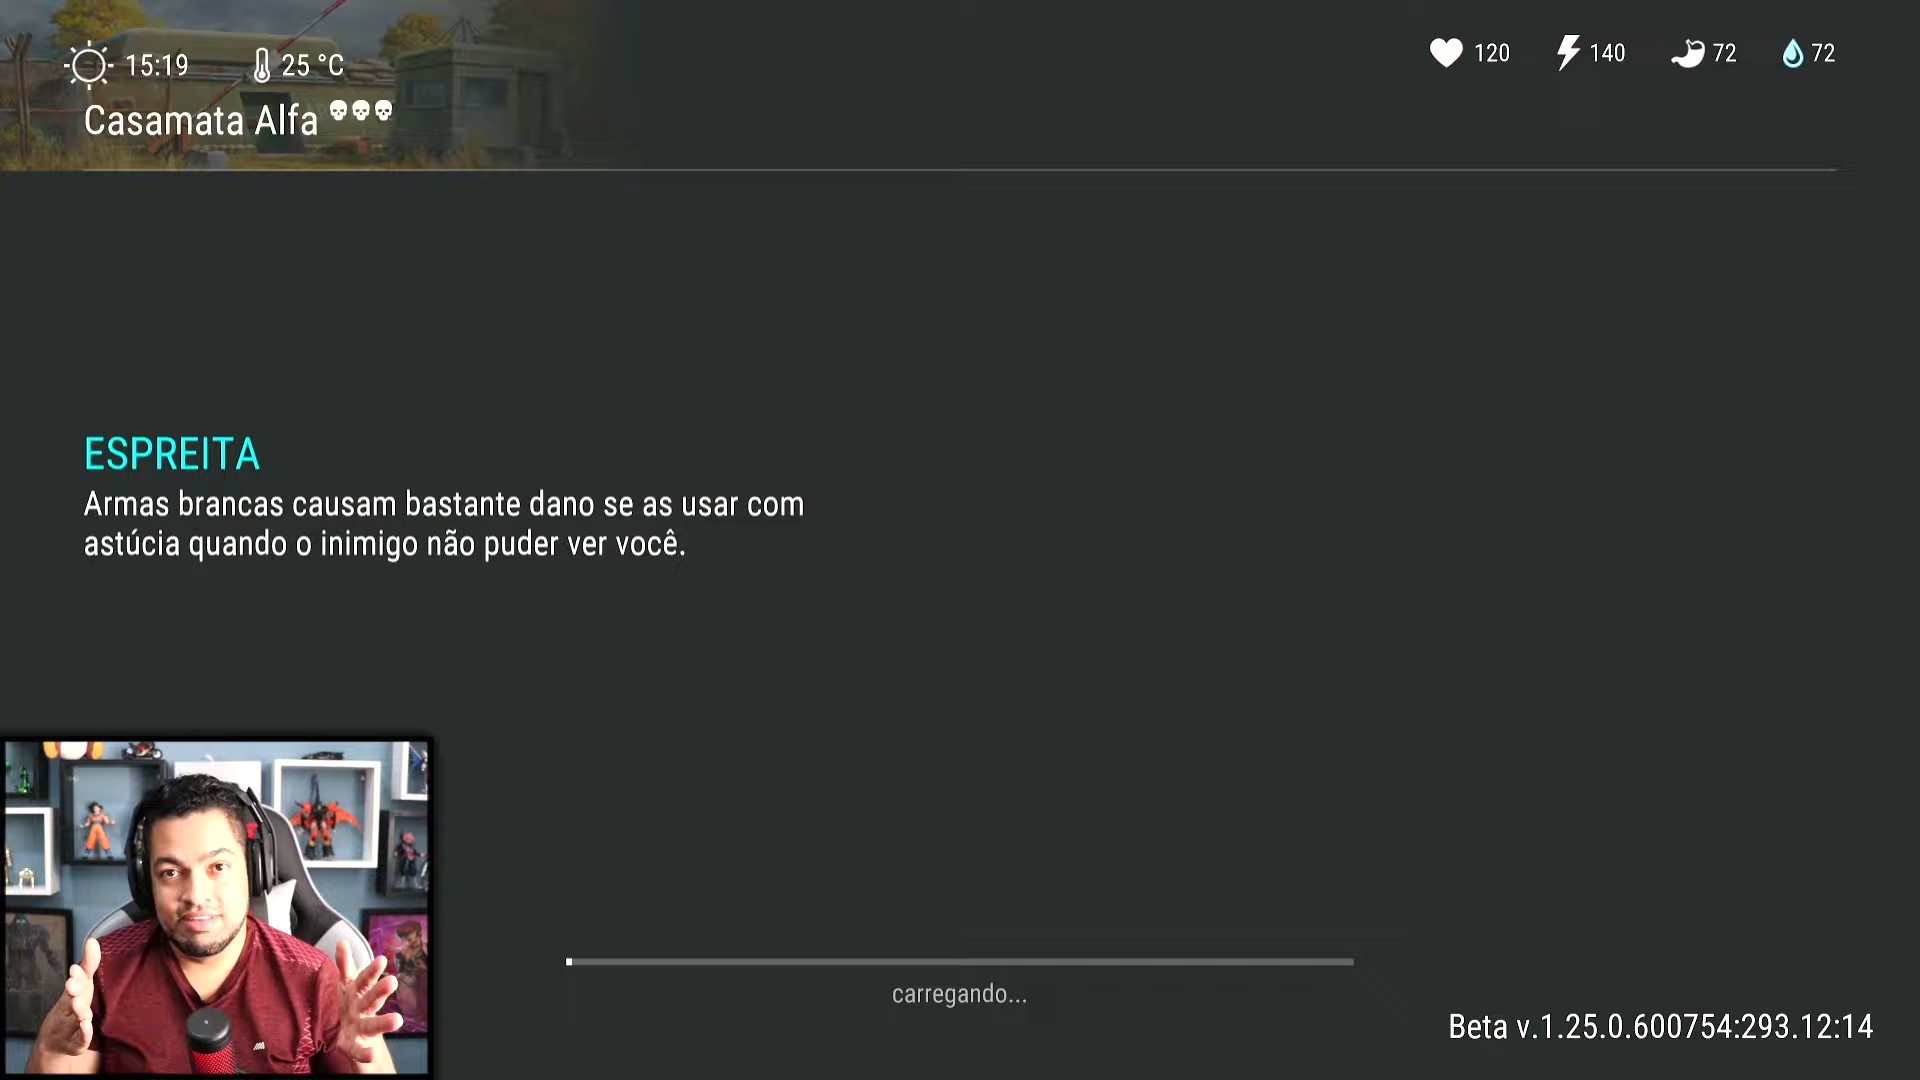 15:19
25 °C
120
140
72
72
Casamata Alfa
ESPREITA
Armas brancas causam bastante dano se as usar com
astúcia quando o inimigo não puder ver você.
carregando...
Beta v.1.25.0.600754:293.12:14